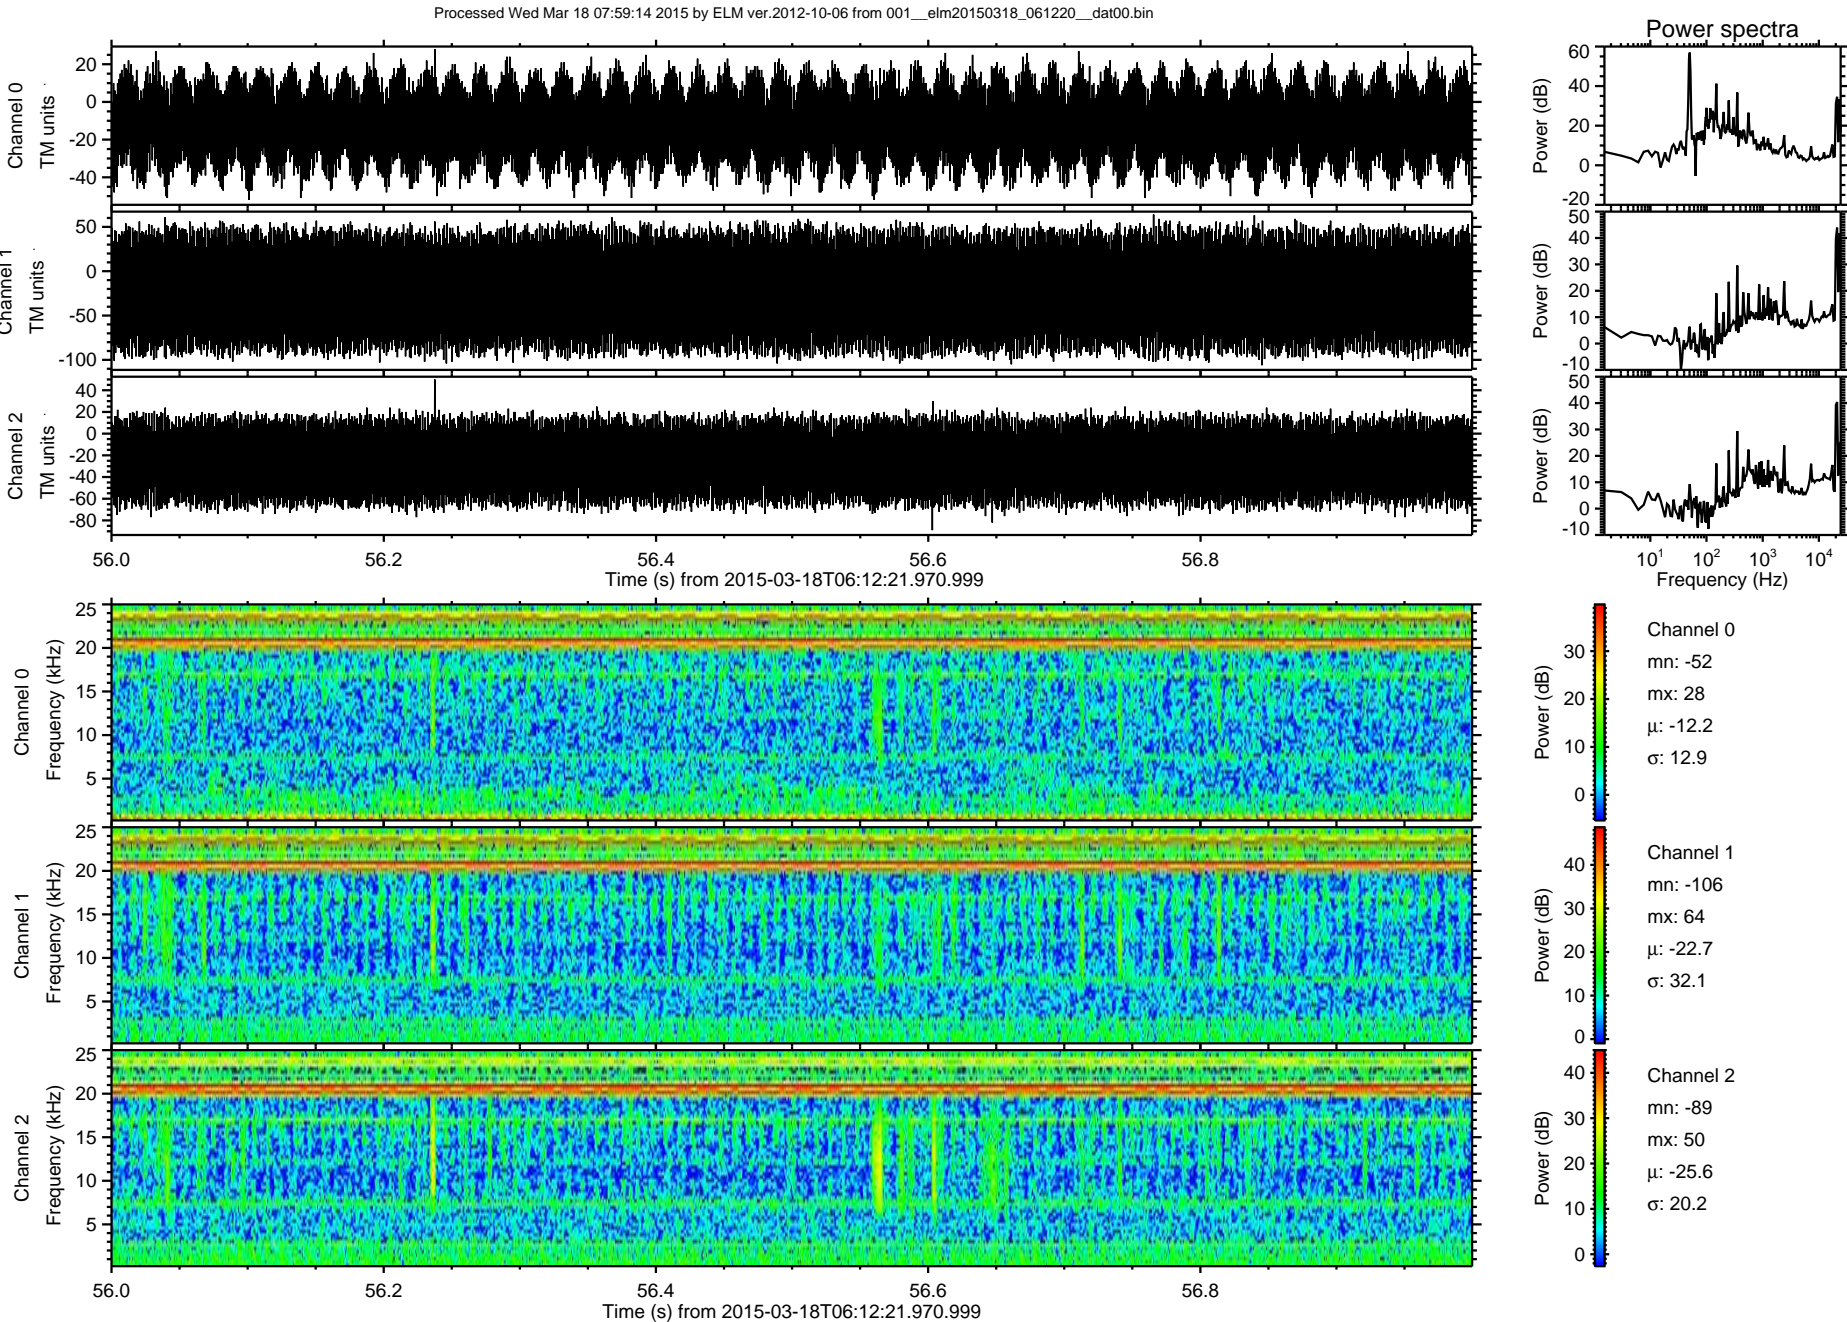 Processed Wed Mar 18 07:59:14 2015 by ELM ver.2012-10-06 from 001__elm20150318_061220__dat00.bin
Power spectra
Channel 0
TM units
20
0
-20
-40
Power (dB)
60
40
20
0
-20
Channel 1
TM units
50
0
-50
-100
Power (dB)
50
40
30
20
10
0
-10
Channel 2
TM units
40
20
0
-20
-40
-60
-80
Power (dB)
50
40
30
20
10
0
-10
56.0 56.2 56.4 56.6 56.8
Time (s) from 2015-03-18T06:12:21.970.999
10¹ 10² 10³ 10⁴
Frequency (Hz)
Channel 0
Frequency (kHz)
25
20
15
10
5
Power (dB)
30
20
10
0
Channel 0
mn: -52
mx: 28
μ: -12.2
σ: 12.9
Channel 1
Frequency (kHz)
25
20
15
10
5
Power (dB)
40
30
20
10
0
Channel 1
mn: -106
mx: 64
μ: -22.7
σ: 32.1
Channel 2
Frequency (kHz)
25
20
15
10
5
Power (dB)
40
30
20
10
0
Channel 2
mn: -89
mx: 50
μ: -25.6
σ: 20.2
56.0 56.2 56.4 56.6 56.8
Time (s) from 2015-03-18T06:12:21.970.999